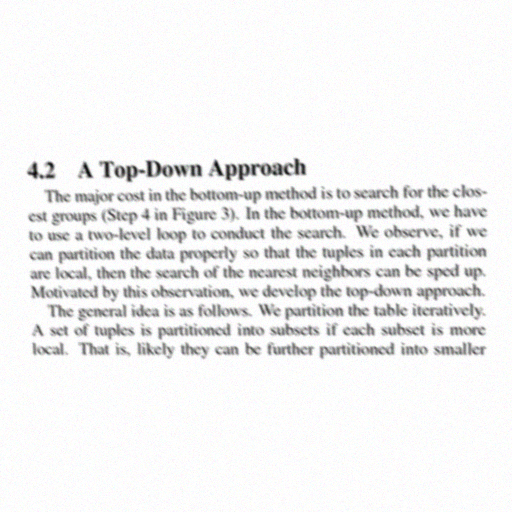 4.2 A Top-Down Approach
The major cost in the bottom-up method is to search for the clos-
est groups (Step 4 in Figure 3). In the bottom-up method, we have
to use a two-level loop to conduct the search. We observe, if we
can partition the data properly so that the tuples in each partition
are local, then the search of the nearest neighbors can be sped up.
Motivated by this observation, we develop the top-down approach.
The general idea is as follows. We partition the table iteratively.
A set of tuples is partitioned into subsets if each subset is more
local. That is, likely they can be further partitioned into smaller